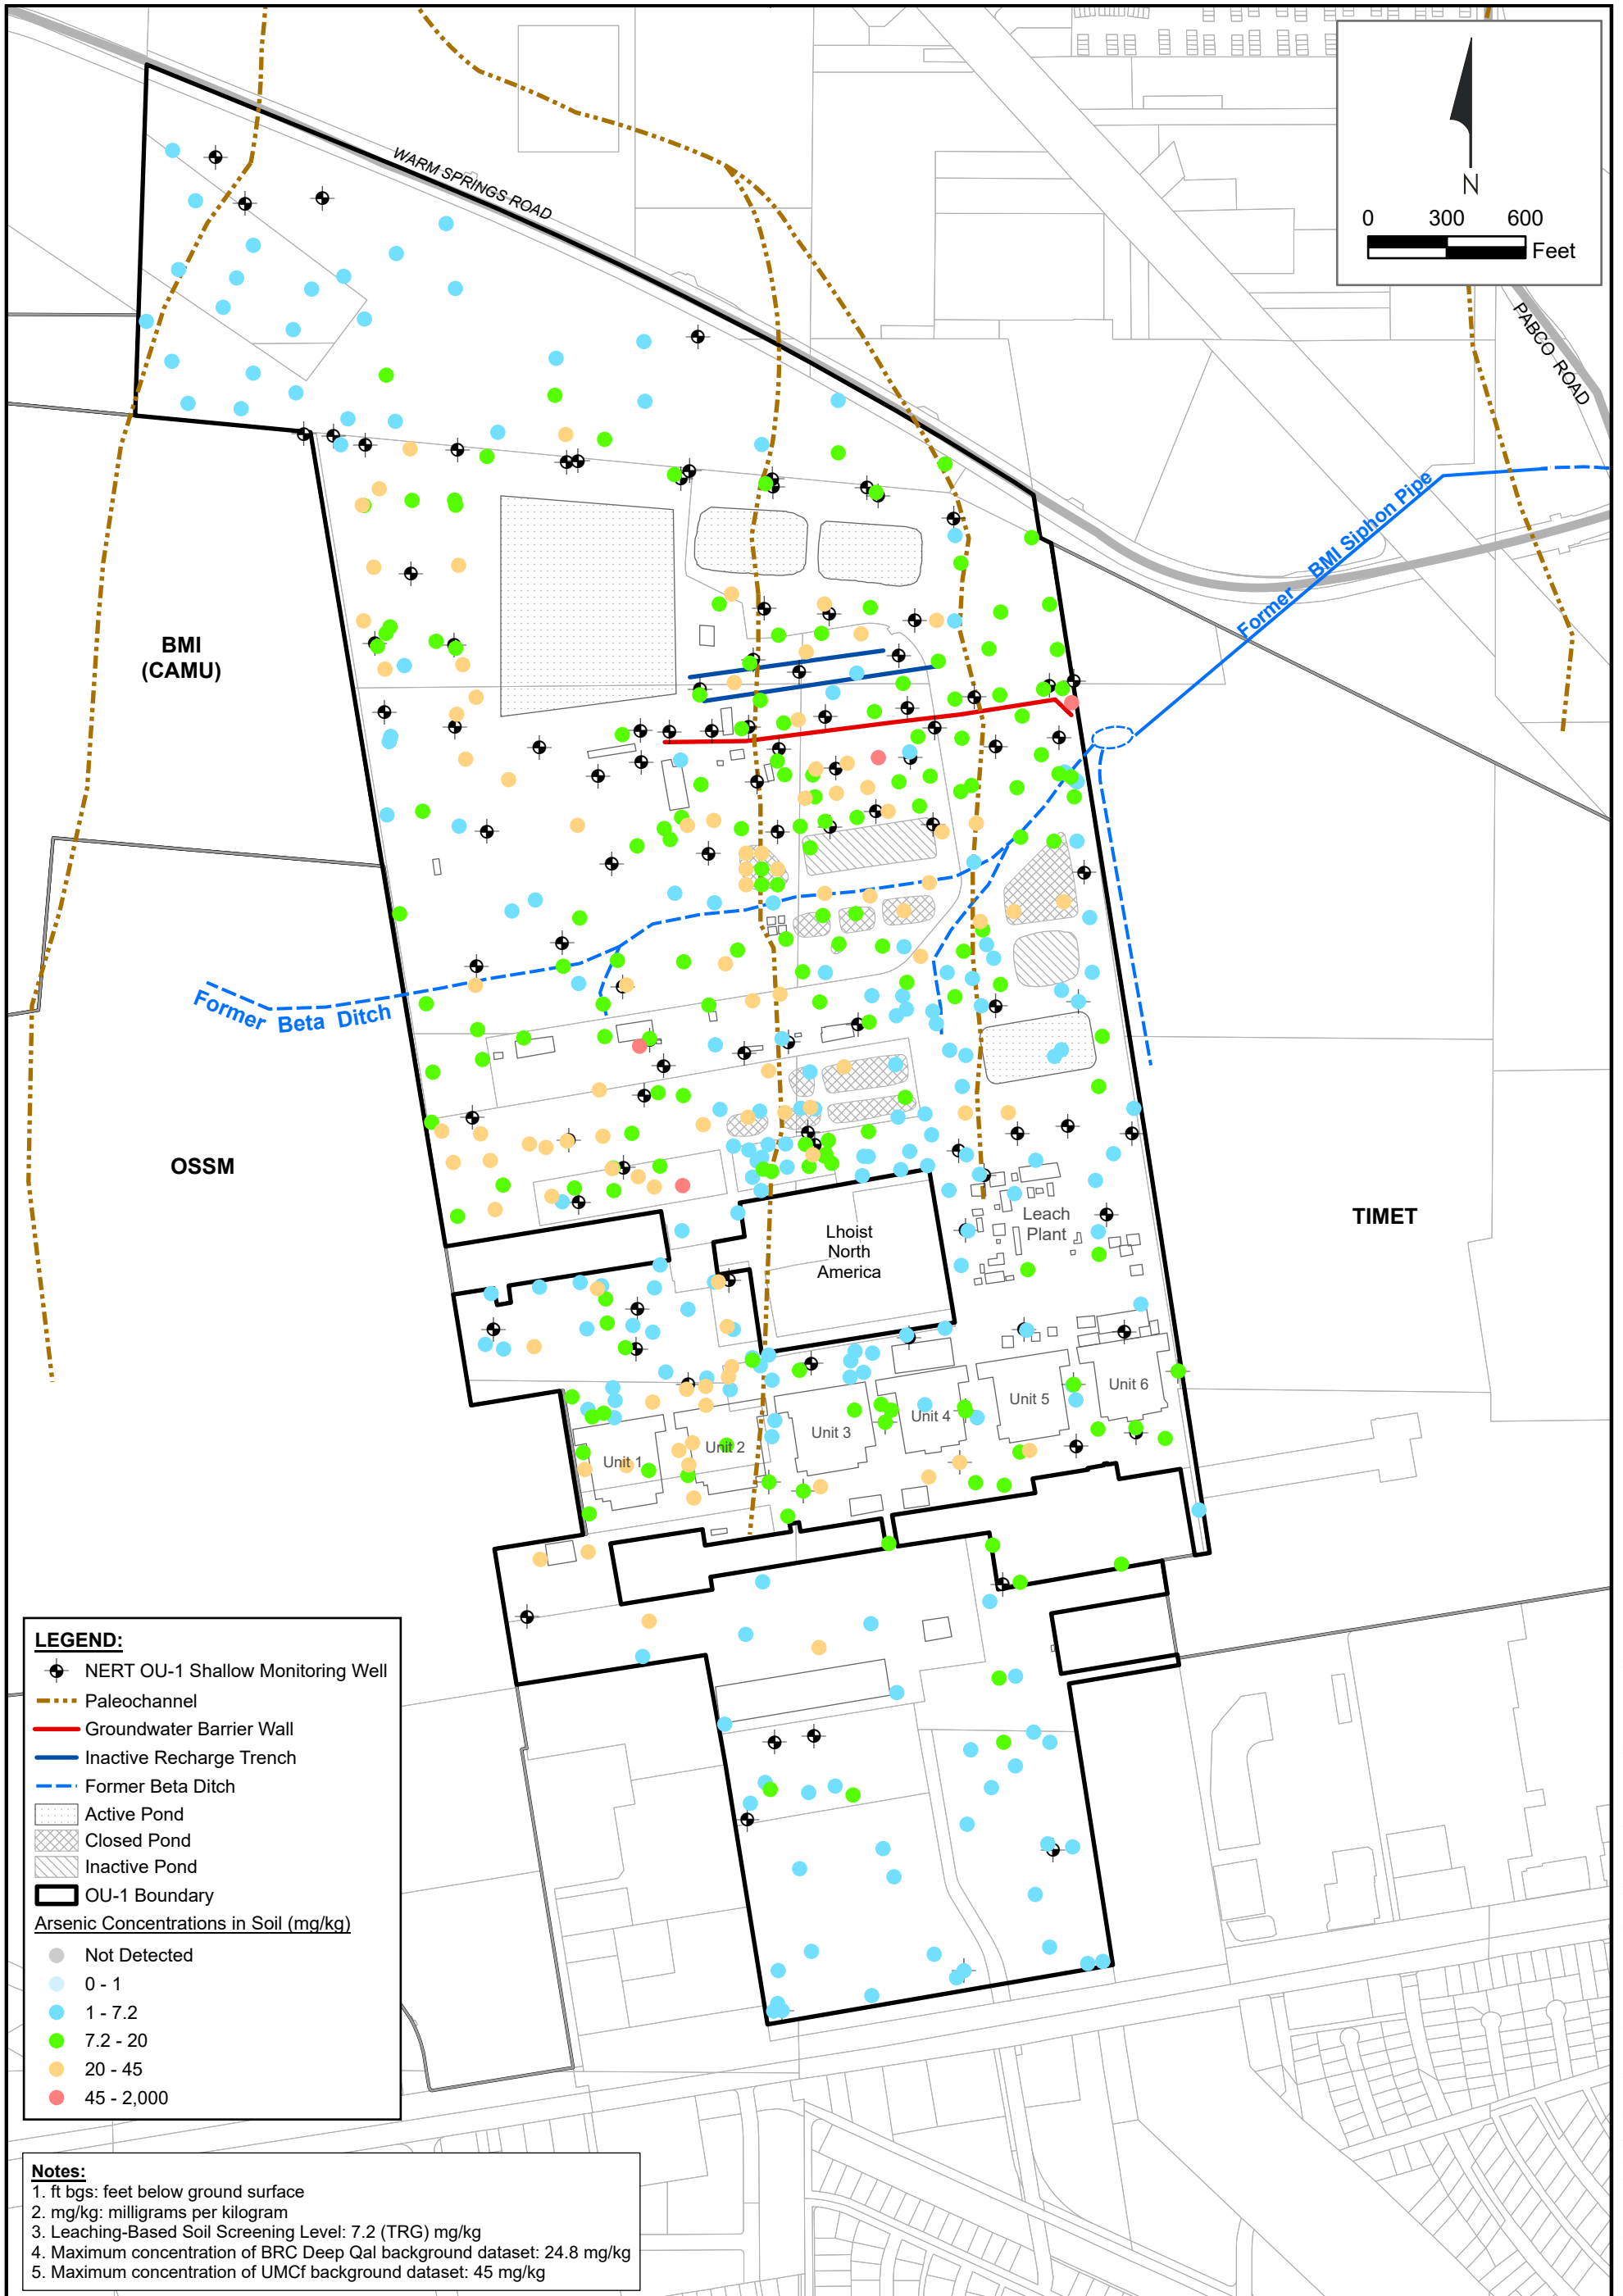 WARM SPRINGS ROAD
N
0 300 600
Feet
PABCO ROAD
Former BMI Siphon Pipe
BMI
(CAMU)
Former Beta Ditch
OSSM
TIMET
Lhoist
North
America
Leach
Plant
Unit 1
Unit 2
Unit 3
Unit 4
Unit 5
Unit 6
LEGEND:
NERT OU-1 Shallow Monitoring Well
Paleochannel
Groundwater Barrier Wall
Inactive Recharge Trench
Former Beta Ditch
Active Pond
Closed Pond
Inactive Pond
OU-1 Boundary
Arsenic Concentrations in Soil (mg/kg)
Not Detected
0 - 1
1 - 7.2
7.2 - 20
20 - 45
45 - 2,000
Notes:
1. ft bgs: feet below ground surface
2. mg/kg: milligrams per kilogram
3. Leaching-Based Soil Screening Level: 7.2 (TRG) mg/kg
4. Maximum concentration of BRC Deep Qal background dataset: 24.8 mg/kg
5. Maximum concentration of UMCf background dataset: 45 mg/kg